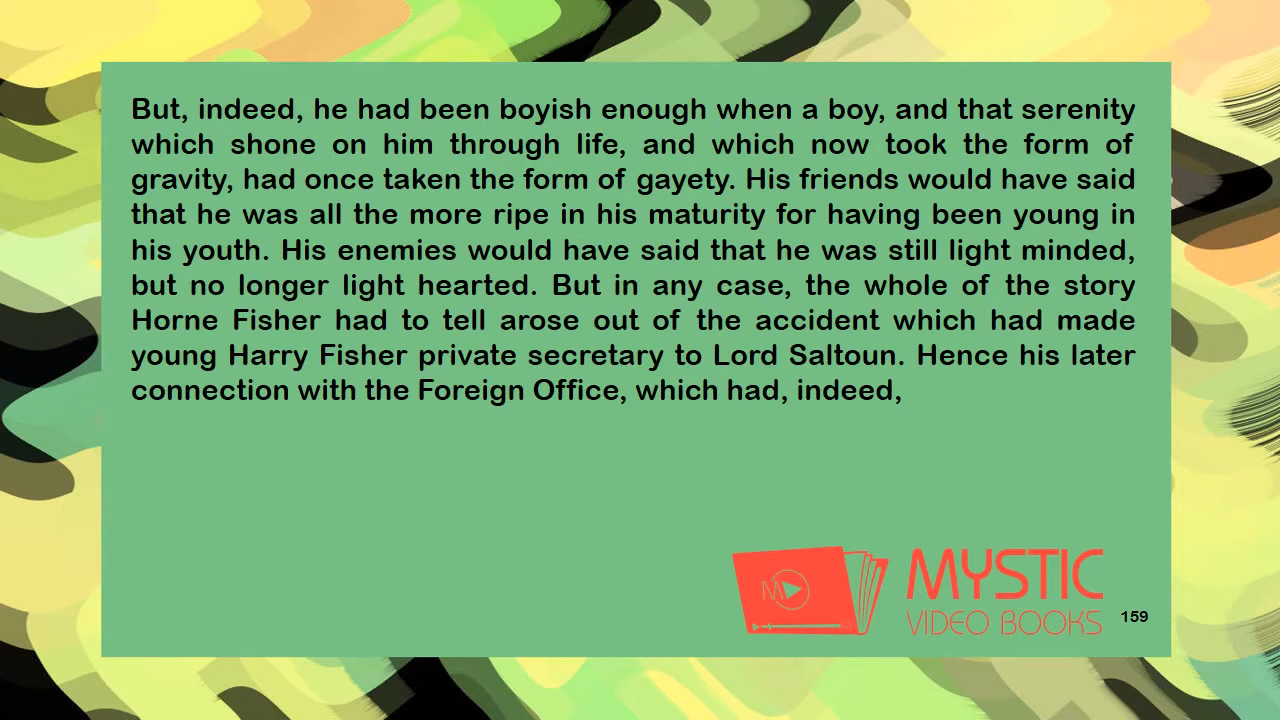 But, indeed, he had been boyish enough when a boy, and that serenity
which shone on him through life, and which now took the form of
gravity, had once taken the form of gayety. His friends would have said
that he was all the more ripe in his maturity for having been young in
his youth. His enemies would have said that he was still light minded,
but no longer light hearted. But in any case, the whole of the story
Horne Fisher had to tell arose out of the accident which had made
young Harry Fisher private secretary to Lord Saltoun. Hence his later
connection with the Foreign Office, which had, indeed,
M
MYSTIC
VIDEO BOOKS
159